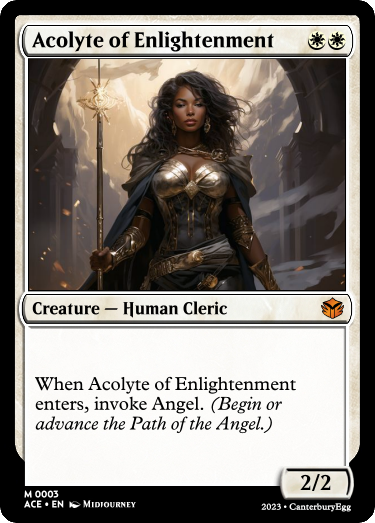 Acolyte of Enlightenment
Creature — Human Cleric
When Acolyte of Enlightenment
enters, invoke Angel. (Begin or
advance the Path of the Angel.)
2/2
M 0003
ACE • EN Midjourney
2023 • CanterburyEgg